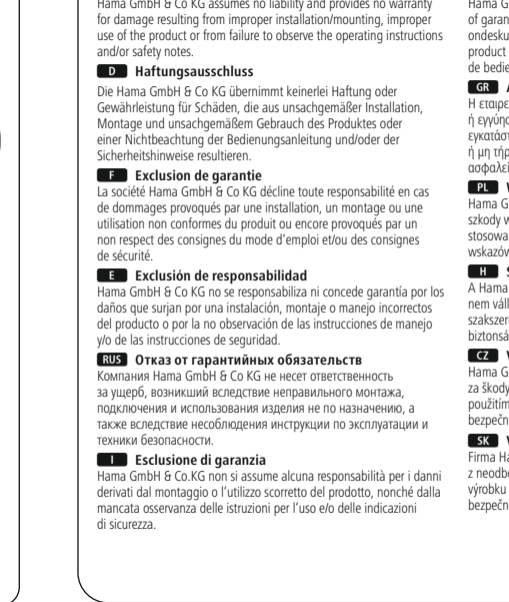 Hama GmbH & Co KG assumes no liability and provides no warranty
for damage resulting from improper installation/mounting, improper
use of the product or from failure to observe the operating instructions
and/or safety notes.
D Haftungsausschluss
Die Hama GmbH & Co KG übernimmt keinerlei Haftung oder
Gewährleistung für Schäden, die aus unsachgemäßer Installation,
Montage und unsachgemäßem Gebrauch des Produktes oder
einer Nichtbeachtung der Bedienungsanleitung und/oder der
Sicherheitshinweise resultieren.
F Exclusion de garantie
La société Hama GmbH & Co KG décline toute responsabilité en cas
de dommages provoqués par une installation, un montage ou une
utilisation non conformes du produit ou encore provoqués par un
non respect des consignes du mode d'emploi et/ou des consignes
de sécurité.
E Exclusión de responsabilidad
Hama GmbH & Co KG no se responsabiliza ni concede garantía por los
daños que surjan por una instalación, montaje o manejo incorrectos
del producto o por la no observación de las instrucciones de manejo
y/o de las instrucciones de seguridad.
RUS Отказ от гарантийных обязательств
Компания Hama GmbH & Co KG не несет ответственность
за ущерб, возникший вследствие неправильного монтажа,
подключения и использования изделия не по назначению, а
также вследствие несоблюдения инструкции по эксплуатации и
техники безопасности.
I Esclusione di garanzia
Hama GmbH & Co.KG non si assume alcuna responsabilità per i danni
derivati dal montaggio o l'utilizzo scorretto del prodotto, nonché dalla
mancata osservanza delle istruzioni per l'uso e/o delle indicazioni
di sicurezza.
Hama G
of garan
ondesku
product
de bedie
GR
Η εταιρε
ή εγγύησ
εγκατάστ
ή μη τήρ
ασφαλεί
PL
Hama G
szkody w
stosowa
wskazów
H
A Hama
nem váll
szakszer
biztonsá
CZ
Hama G
za škody
použitím
bezpečn
SK
Firma Ha
z neodbo
výrobku
bezpečn